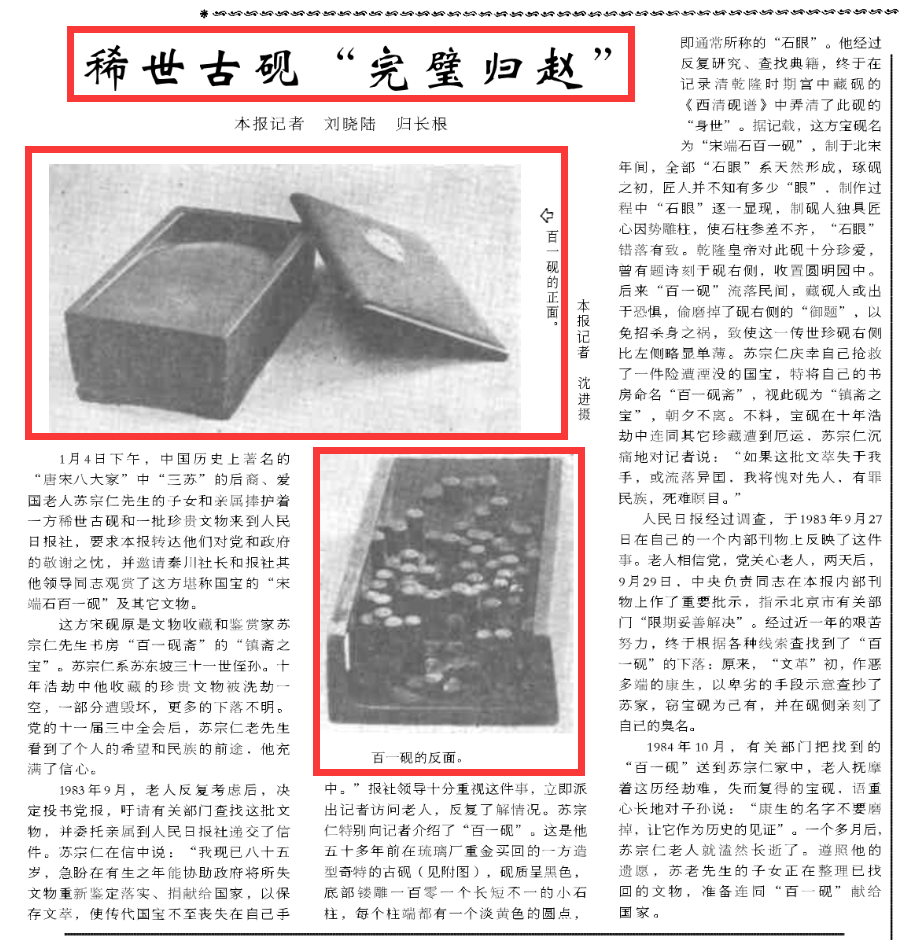 稀世古砚“完璧归赵”
本报记者 刘晓陆 归长根
百一砚的正面。
本报记者 沈进摄
1月4日下午，中国历史上著名的
“唐宋八大家”中“三苏”的后裔、爱
国老人苏宗仁先生的子女和亲属捧护着
一方稀世古砚和一批珍贵文物来到人民
日报社，要求本报转达他们对党和政府
的敬谢之忱，并邀请秦川社长和报社其
他领导同志观赏了这方堪称国宝的“宋
端石百一砚”及其它文物。
这方宋砚原是文物收藏和鉴赏家苏
宗仁先生书房“百一砚斋”的“镇斋之
宝”。苏宗仁系苏东坡三十一世侄孙。十
年浩劫中他收藏的珍贵文物被洗劫一
空，一部分遭毁坏，更多的下落不明。
党的十一届三中全会后，苏宗仁老先生
看到了个人的希望和民族的前途，他充
满了信心。
1983年9月，老人反复考虑后，决
定投书党报，吁请有关部门查找这批文
物，并委托亲属到人民日报社递交了信
件。苏宗仁在信中说：“我现已八十五
岁，急盼在有生之年能协助政府将所失
文物重新鉴定落实、捐献给国家，以保
存文萃，使传代国宝不至丧失在自己手
百一砚的反面。
中。”报社领导十分重视这件事，立即派
出记者访问老人，反复了解情况。苏宗
仁特别向记者介绍了“百一砚”。这是他
五十多年前在琉璃厂重金买回的一方造
型奇特的古砚（见附图），砚质呈黑色，
底部镂雕一百零一个长短不一的小石
柱，每个柱端都有一个淡黄色的圆点，
即通常所称的“石眼”。他经过
反复研究、查找典籍，终于在
记录清乾隆时期宫中藏砚的
《西清砚谱》中弄清了此砚的
“身世”。据记载，这方宝砚名
为“宋端石百一砚”，制于北宋
年间，全部“石眼”系天然形成，琢砚
之初，匠人并不知有多少“眼”，制作过
程中“石眼”逐一显现，制砚人独具匠
心因势雕柱，使石柱参差不齐，“石眼”
错落有致。乾隆皇帝对此砚十分珍爱，
曾有题诗刻于砚右侧，收置圆明园中。
后来“百一砚”流落民间，藏砚人或出
于恐惧，偷磨掉了砚右侧的“御题”，以
免招杀身之祸，致使这一传世珍砚右侧
比左侧略显单薄。苏宗仁庆幸自己抢救
了一件险遭湮没的国宝，特将自己的书
房命名“百一砚斋”，视此砚为“镇斋之
宝”，朝夕不离。不料，宝砚在十年浩
劫中连同其它珍藏遭到厄运，苏宗仁沉
痛地对记者说：“如果这批文萃失于我
手，或流落异国，我将愧对先人，有罪
民族，死难瞑目。”
人民日报经过调查，于1983年9月27
日在自己的一个内部刊物上反映了这件
事。老人相信党，党关心老人，两天后，
9月29日，中央负责同志在本报内部刊
物上作了重要批示，指示北京市有关部
门“限期妥善解决”。经过近一年的艰苦
努力，终于根据各种线索查找到了“百
一砚”的下落：原来，“文革”初，作恶
多端的康生，以卑劣的手段示意查抄了
苏家，窃宝砚为己有，并在砚侧亲刻了
自己的臭名。
1984年10月，有关部门把找到的
“百一砚”送到苏宗仁家中，老人抚摩
着这历经劫难，失而复得的宝砚，语重
心长地对子孙说：“康生的名字不要磨
掉，让它作为历史的见证”。一个多月后，
苏宗仁老人就溘然长逝了。遵照他的
遗愿，苏老先生的子女正在整理已找
回的文物，准备连同“百一砚”献给
国家。